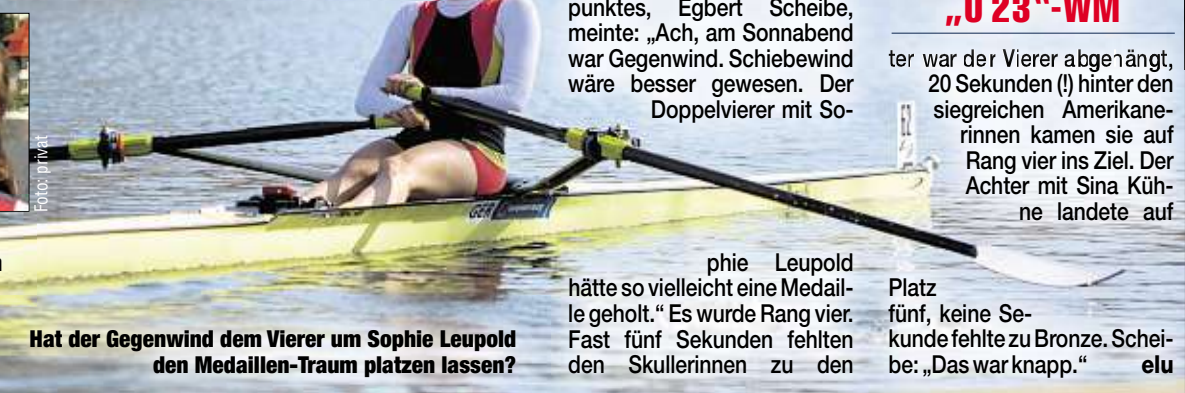 Foto: privat
GER
Hat der Gegenwind dem Vierer um Sophie Leupold
den Medaillen-Traum platzen lassen?
punktes, Egbert Scheibe,
meinte: „Ach, am Sonnabend
war Gegenwind. Schiebewind
wäre besser gewesen. Der
Doppelvierer mit So-
phie Leupold
hätte so vielleicht eine Medail-
le geholt.“ Es wurde Rang vier.
Fast fünf Sekunden fehlten
den Skullerinnen zu den
„U 23“-WM
ter war der Vierer abgehängt,
20 Sekunden (!) hinter den
siegreichen Amerikane-
rinnen kamen sie auf
Rang vier ins Ziel. Der
Achter mit Sina Küh-
ne landete auf
Platz
fünf, keine Se-
kunde fehlte zu Bronze. Schei-
be: „Das war knapp.“ elu